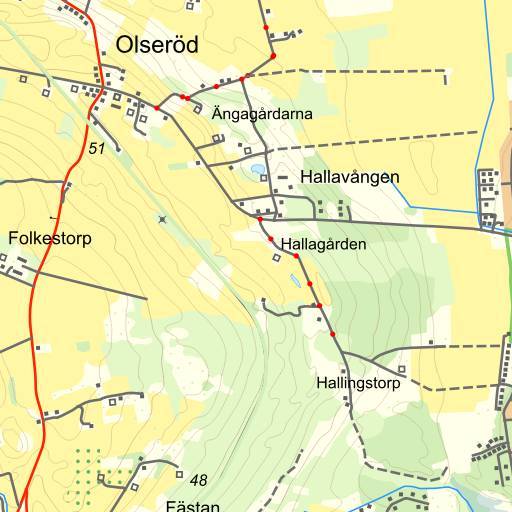 Olseröd
Ängagårdarna
51
Hallavången
Folkestorp
Hallagården
Hallingstorp
48
Fästan